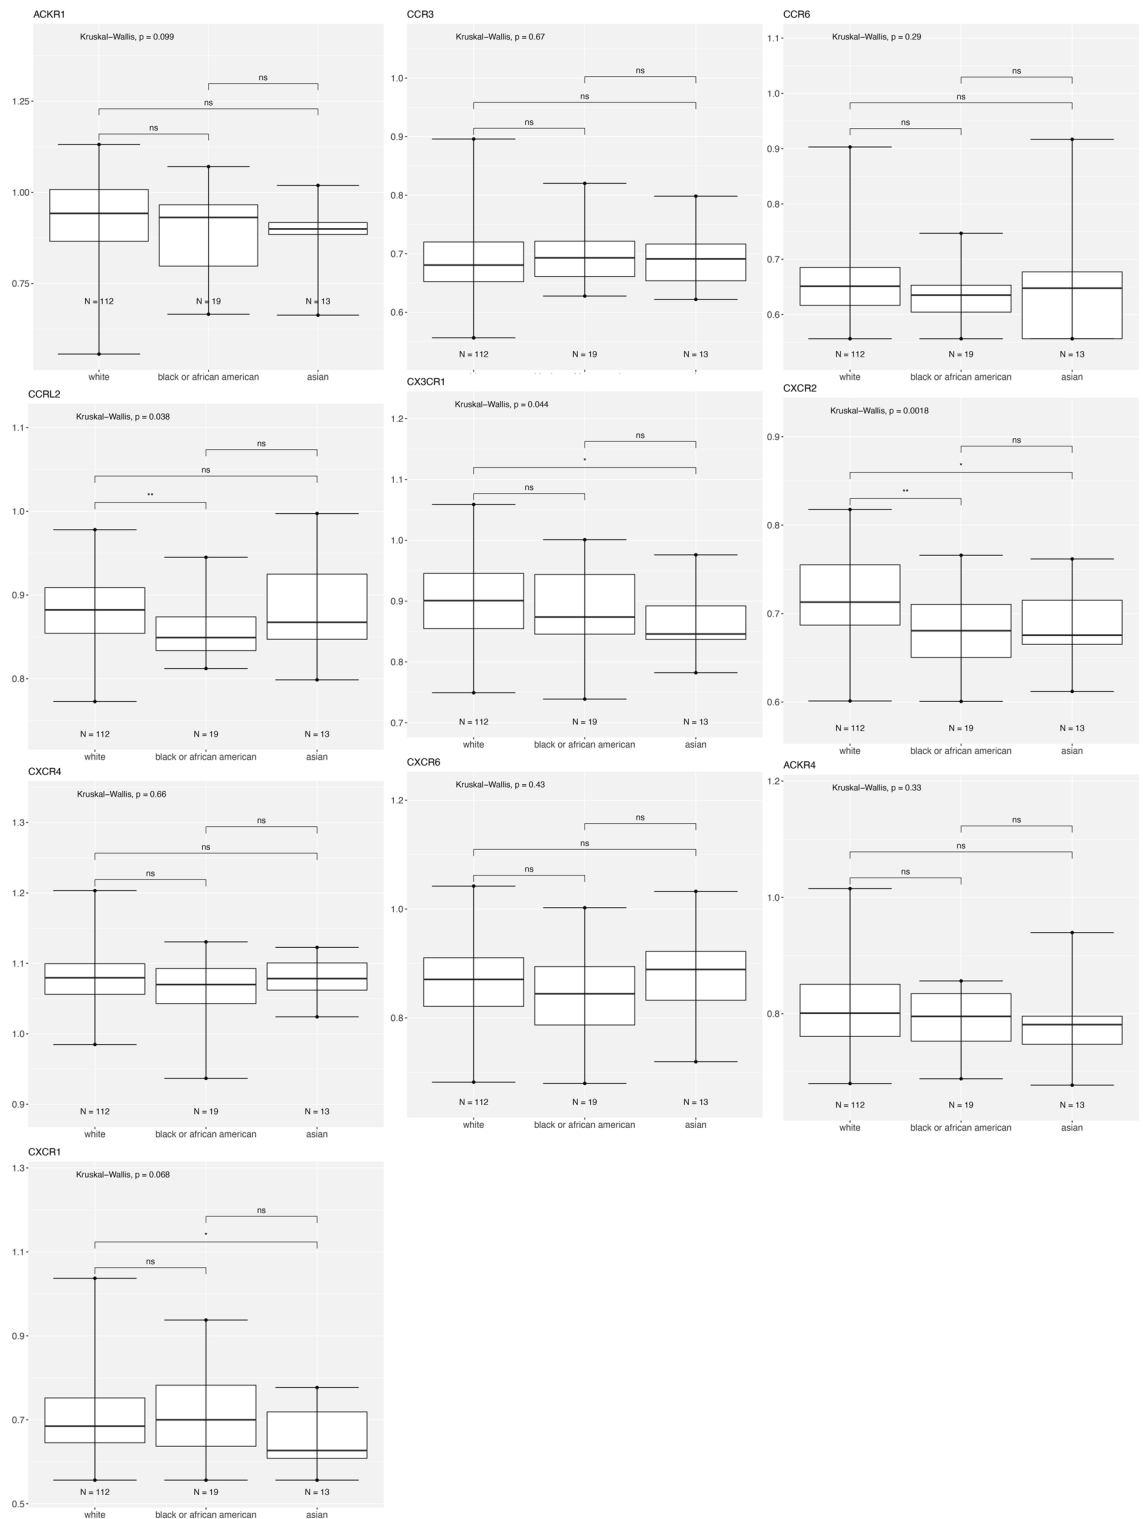 ACKR1
Kruskal−Wallis, p = 0.099
ns
ns
ns
1.25
1.00
0.75
N = 112 N = 19 N = 13
white black or african american asian
CCR3
Kruskal−Wallis, p = 0.67
ns
ns
ns
1.0
0.9
0.8
0.7
0.6
N = 112 N = 19 N = 13
CCR6
Kruskal−Wallis, p = 0.29
ns
ns
ns
1.1
1.0
0.9
0.8
0.7
0.6
N = 112 N = 19 N = 13
white black or african american asian
CCRL2
Kruskal−Wallis, p = 0.038
ns
ns
**
1.1
1.0
0.9
0.8
N = 112 N = 19 N = 13
white black or african american asian
CX3CR1
Kruskal−Wallis, p = 0.044
ns
*
ns
1.2
1.1
1.0
0.9
0.8
0.7
N = 112 N = 19 N = 13
white black or african american asian
CXCR2
Kruskal−Wallis, p = 0.0018
ns
*
**
0.9
0.8
0.7
0.6
N = 112 N = 19 N = 13
white black or african american asian
CXCR4
Kruskal−Wallis, p = 0.66
ns
ns
ns
1.3
1.2
1.1
1.0
0.9
N = 112 N = 19 N = 13
white black or african american asian
CXCR6
Kruskal−Wallis, p = 0.43
ns
ns
ns
1.2
1.0
0.8
N = 112 N = 19 N = 13
white black or african american asian
ACKR4
Kruskal−Wallis, p = 0.33
ns
ns
ns
1.2
1.0
0.8
N = 112 N = 19 N = 13
white black or african american asian
CXCR1
Kruskal−Wallis, p = 0.068
ns
*
ns
1.3
1.1
0.9
0.7
0.5
N = 112 N = 19 N = 13
white black or african american asian